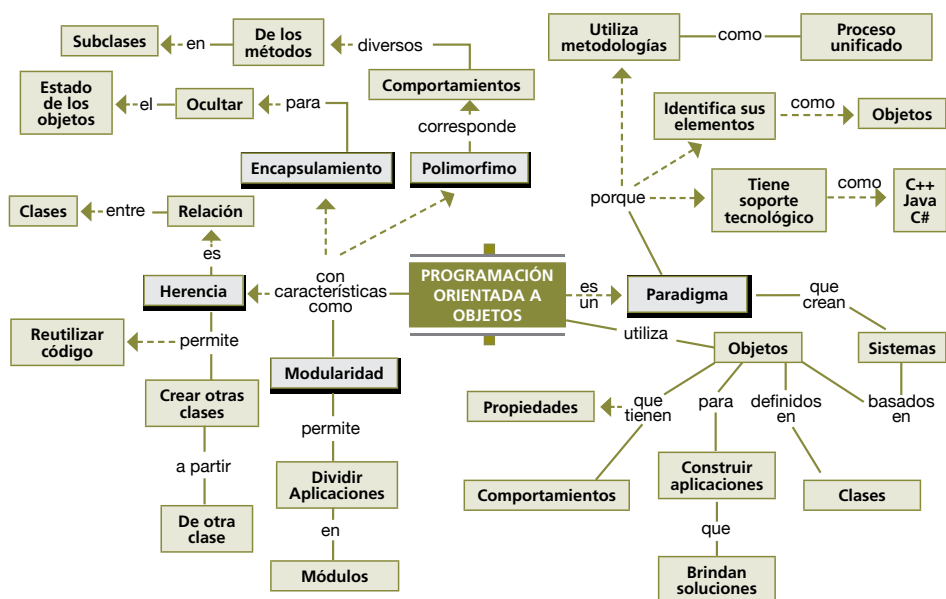 Subclases
en
De los
métodos
diversos
Comportamientos
Estado
de los
objetos
el
Ocultar
para
corresponde
Encapsulamiento
Polimorfimo
Clases
entre
Relación
es
Herencia
con
características
como
Reutilizar
código
permite
Crear otras
clases
a partir
De otra
clase
Modularidad
permite
Dividir
Aplicaciones
en
Módulos
PROGRAMACIÓN
ORIENTADA A
OBJETOS
es
un
Paradigma
porque
Utiliza
metodologías
como
Proceso
unificado
Identifica sus
elementos
como
Objetos
Tiene
soporte
tecnológico
como
C++
Java
C#
que
crean
Sistemas
basados
en
utiliza
Objetos
que
tienen
Propiedades
Comportamientos
para
Construir
aplicaciones
que
Brindan
soluciones
definidos
en
Clases